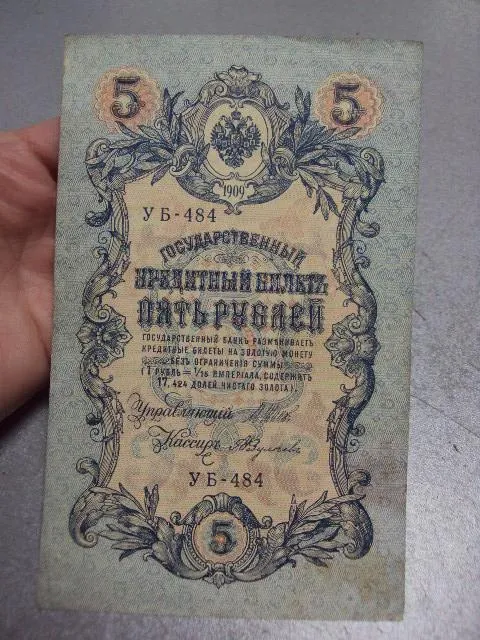 5 5
1909
УБ-484
ГОСУДАРСТВЕННЫЙ
КРЕДИТНЫЙ БИЛЕТЪ
ПЯТЬ РУБЛЕЙ
ГОСУДАРСТВЕННЫЙ БАНКЪ РАЗМѢНИВАЕТЪ
КРЕДИТНЫЕ БИЛЕТЫ НА ЗОЛОТУЮ МОНЕТУ
БЕЗЪ ОГРАНИЧЕНІЯ СУММЫ
(1 РУБЛЬ = 1/15 ИМПЕРІАЛА, СОДЕРЖИТЪ
17,424 ДОЛЕЙ ЧИСТАГО ЗОЛОТА).
Управляющій
Кассиръ
УБ-484
5